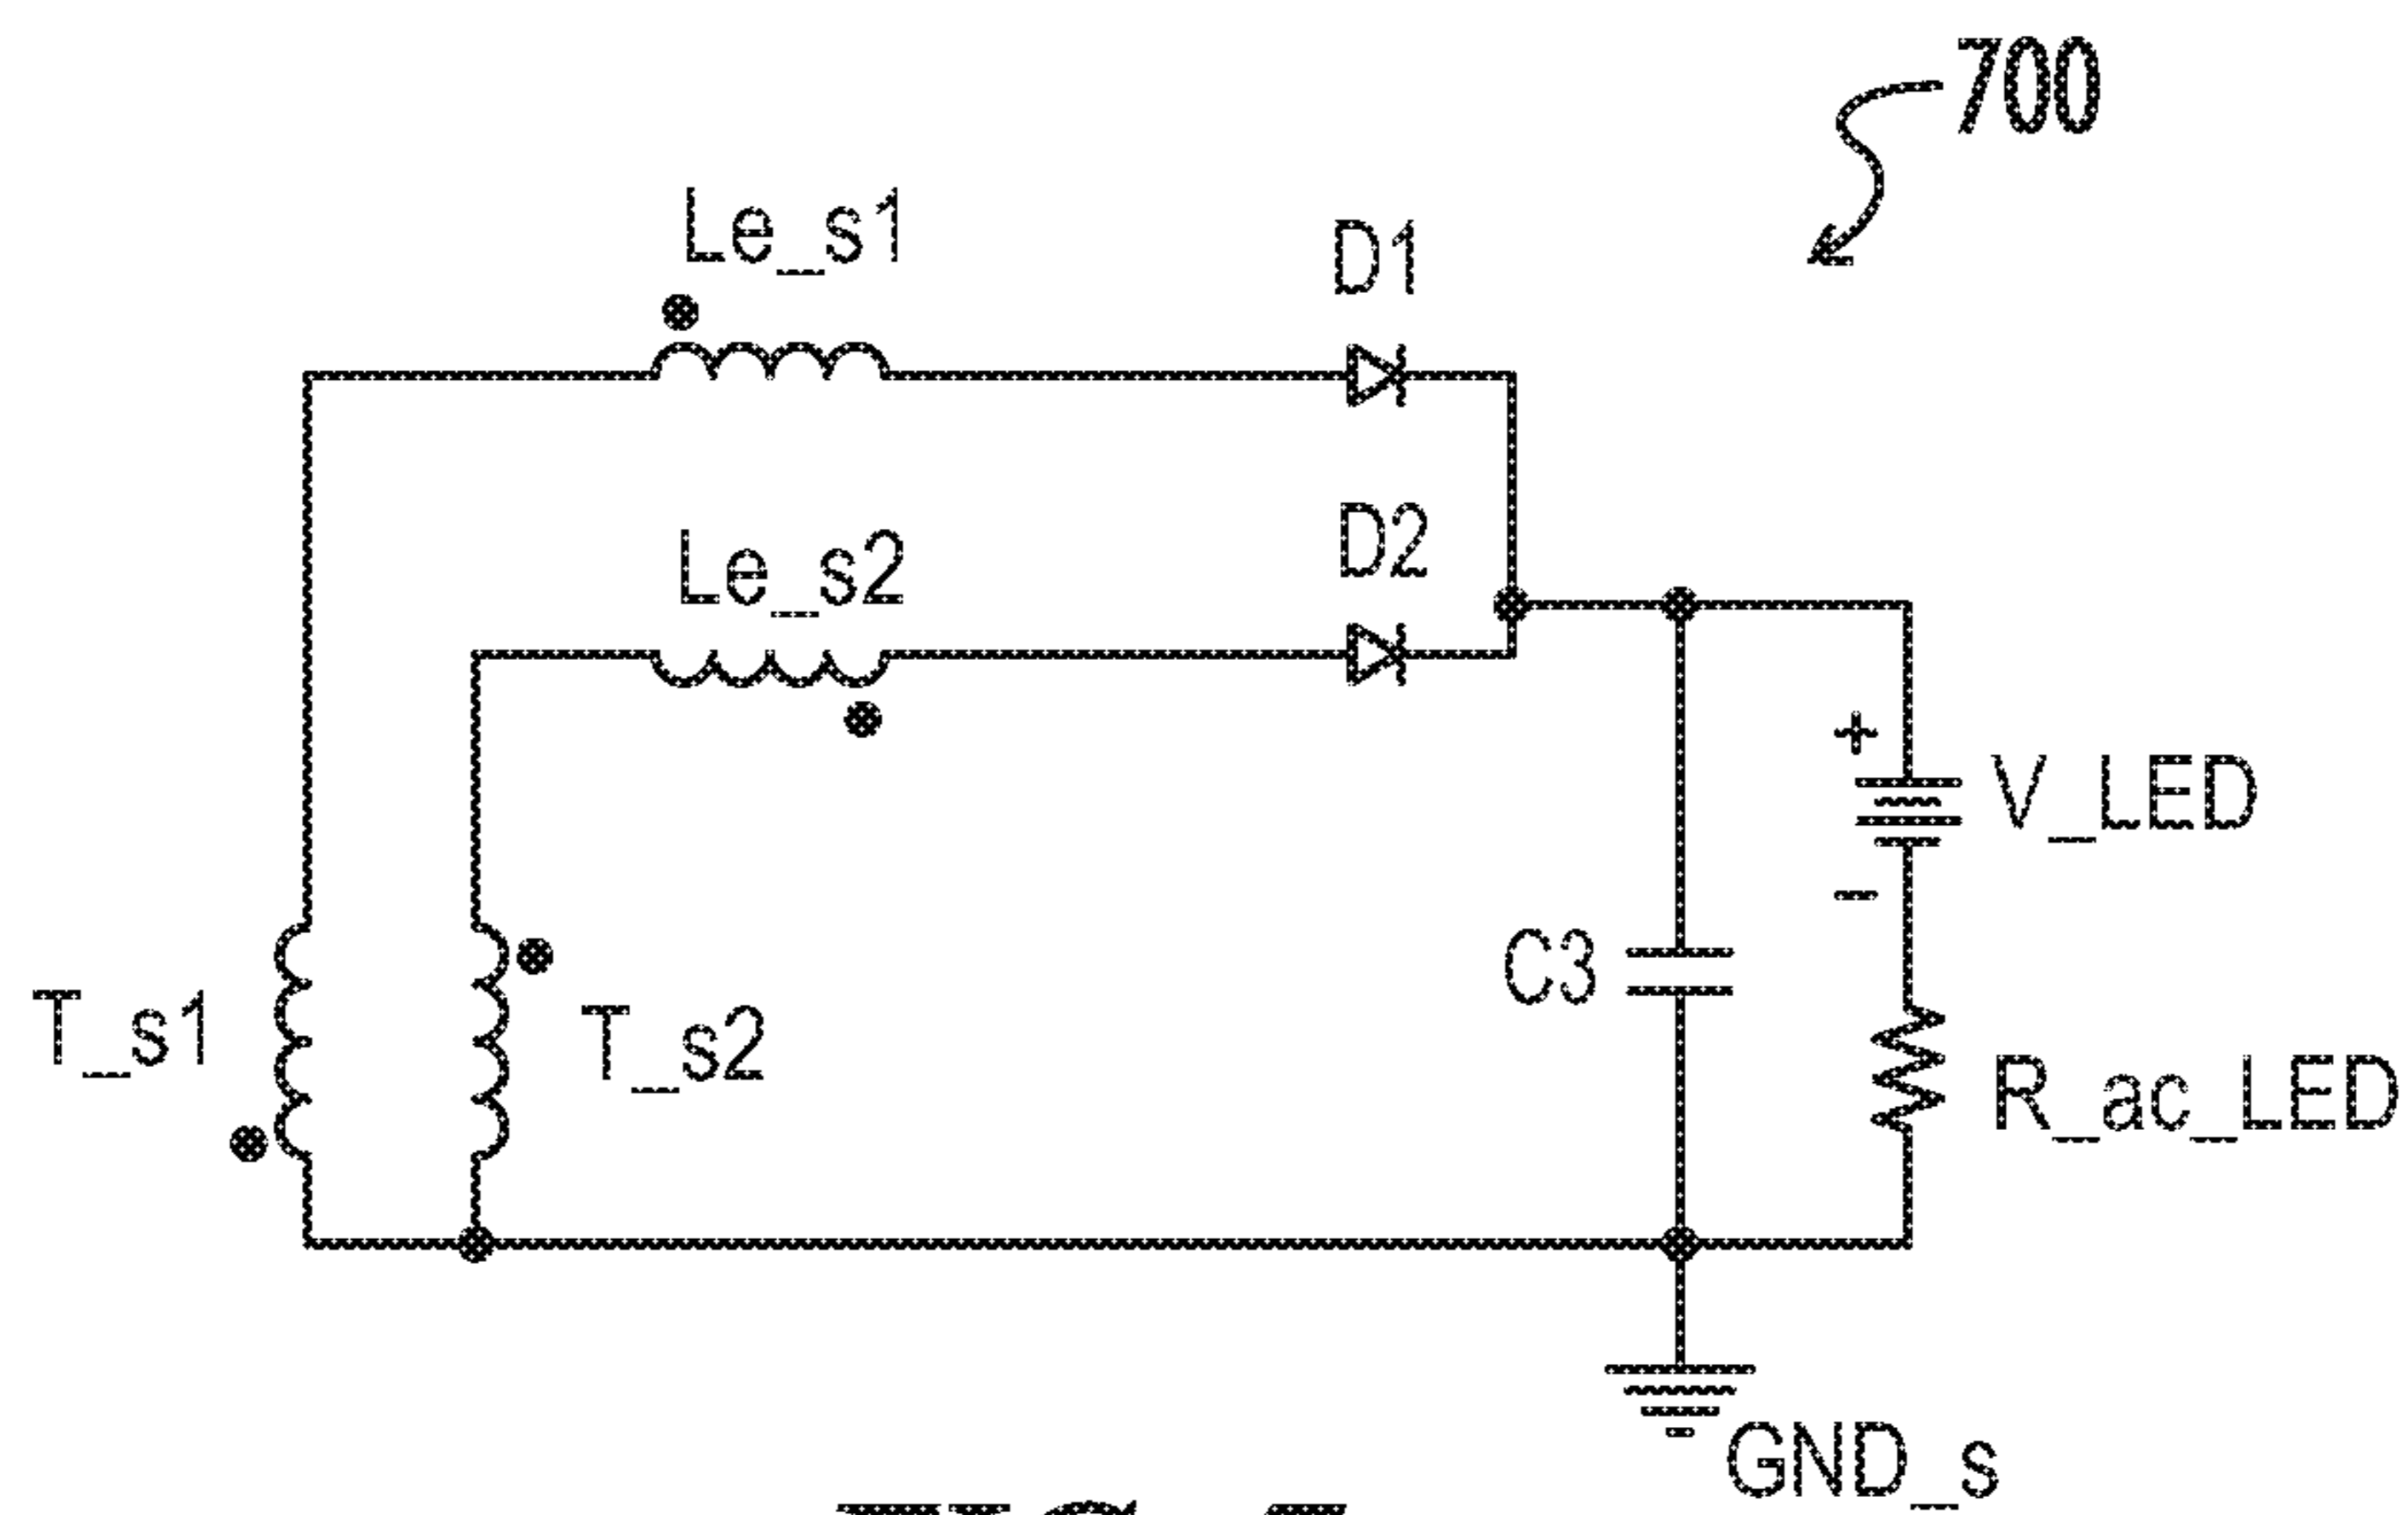 700
Le_s1
D1
Le_s2
D2
+
V_LED
-
C3
T_s1
T_s2
R_ac_LED
GND_s